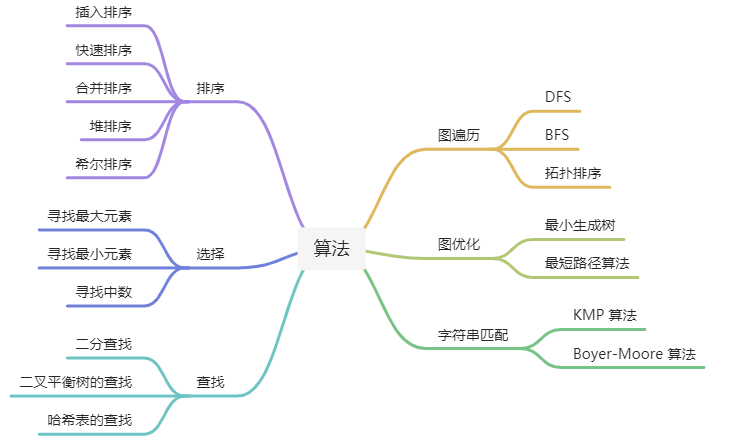 算法
排序
插入排序
快速排序
合并排序
堆排序
希尔排序
选择
寻找最大元素
寻找最小元素
寻找中数
查找
二分查找
二叉平衡树的查找
哈希表的查找
图遍历
DFS
BFS
拓扑排序
图优化
最小生成树
最短路径算法
字符串匹配
KMP 算法
Boyer-Moore 算法